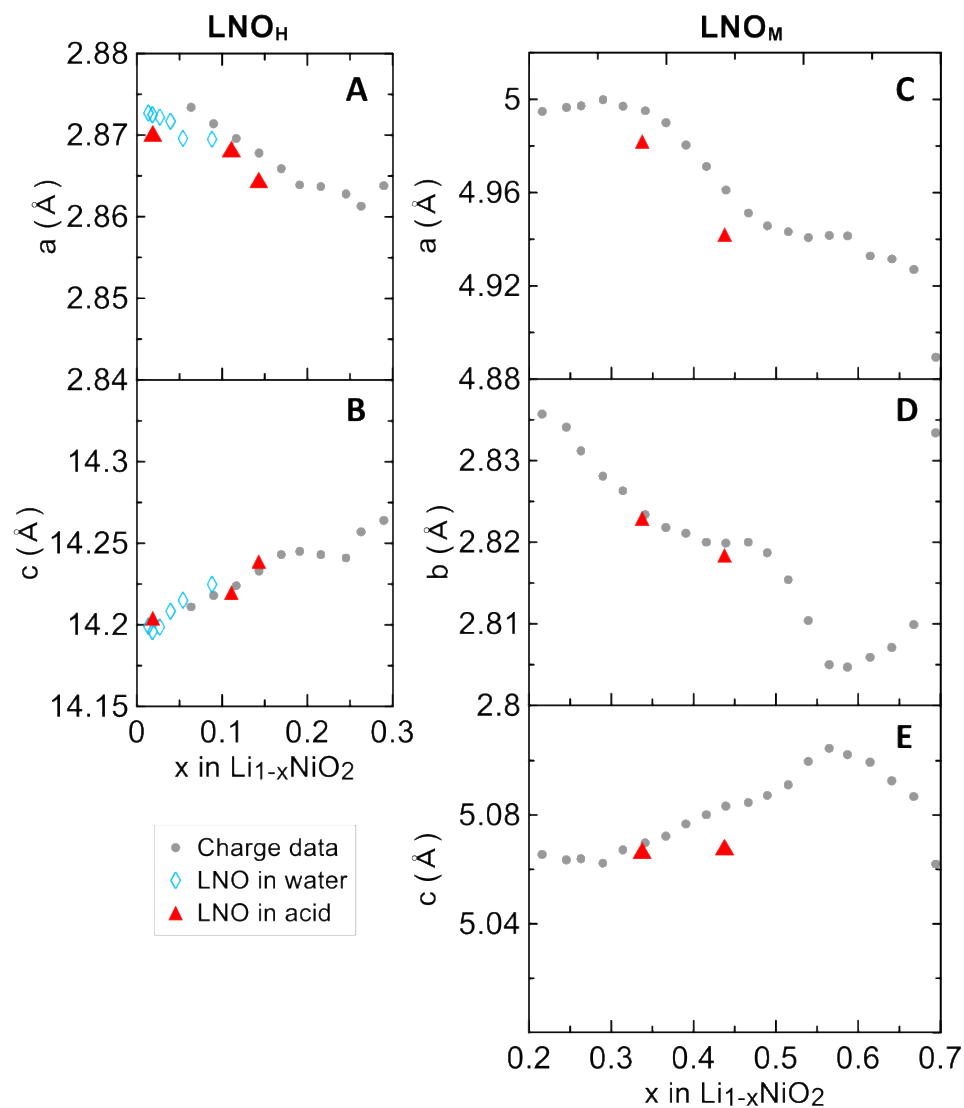 LNOH
LNOM
A
2.88
2.87
2.86
2.85
2.84
a (Å)
B
14.3
14.25
14.2
14.15
c (Å)
0 0.1 0.2 0.3
x in Li1-xNiO2
Charge data
LNO in water
LNO in acid
C
5
4.96
4.92
4.88
a (Å)
D
2.83
2.82
2.81
2.8
b (Å)
E
5.08
5.04
c (Å)
0.2 0.3 0.4 0.5 0.6 0.7
x in Li1-xNiO2